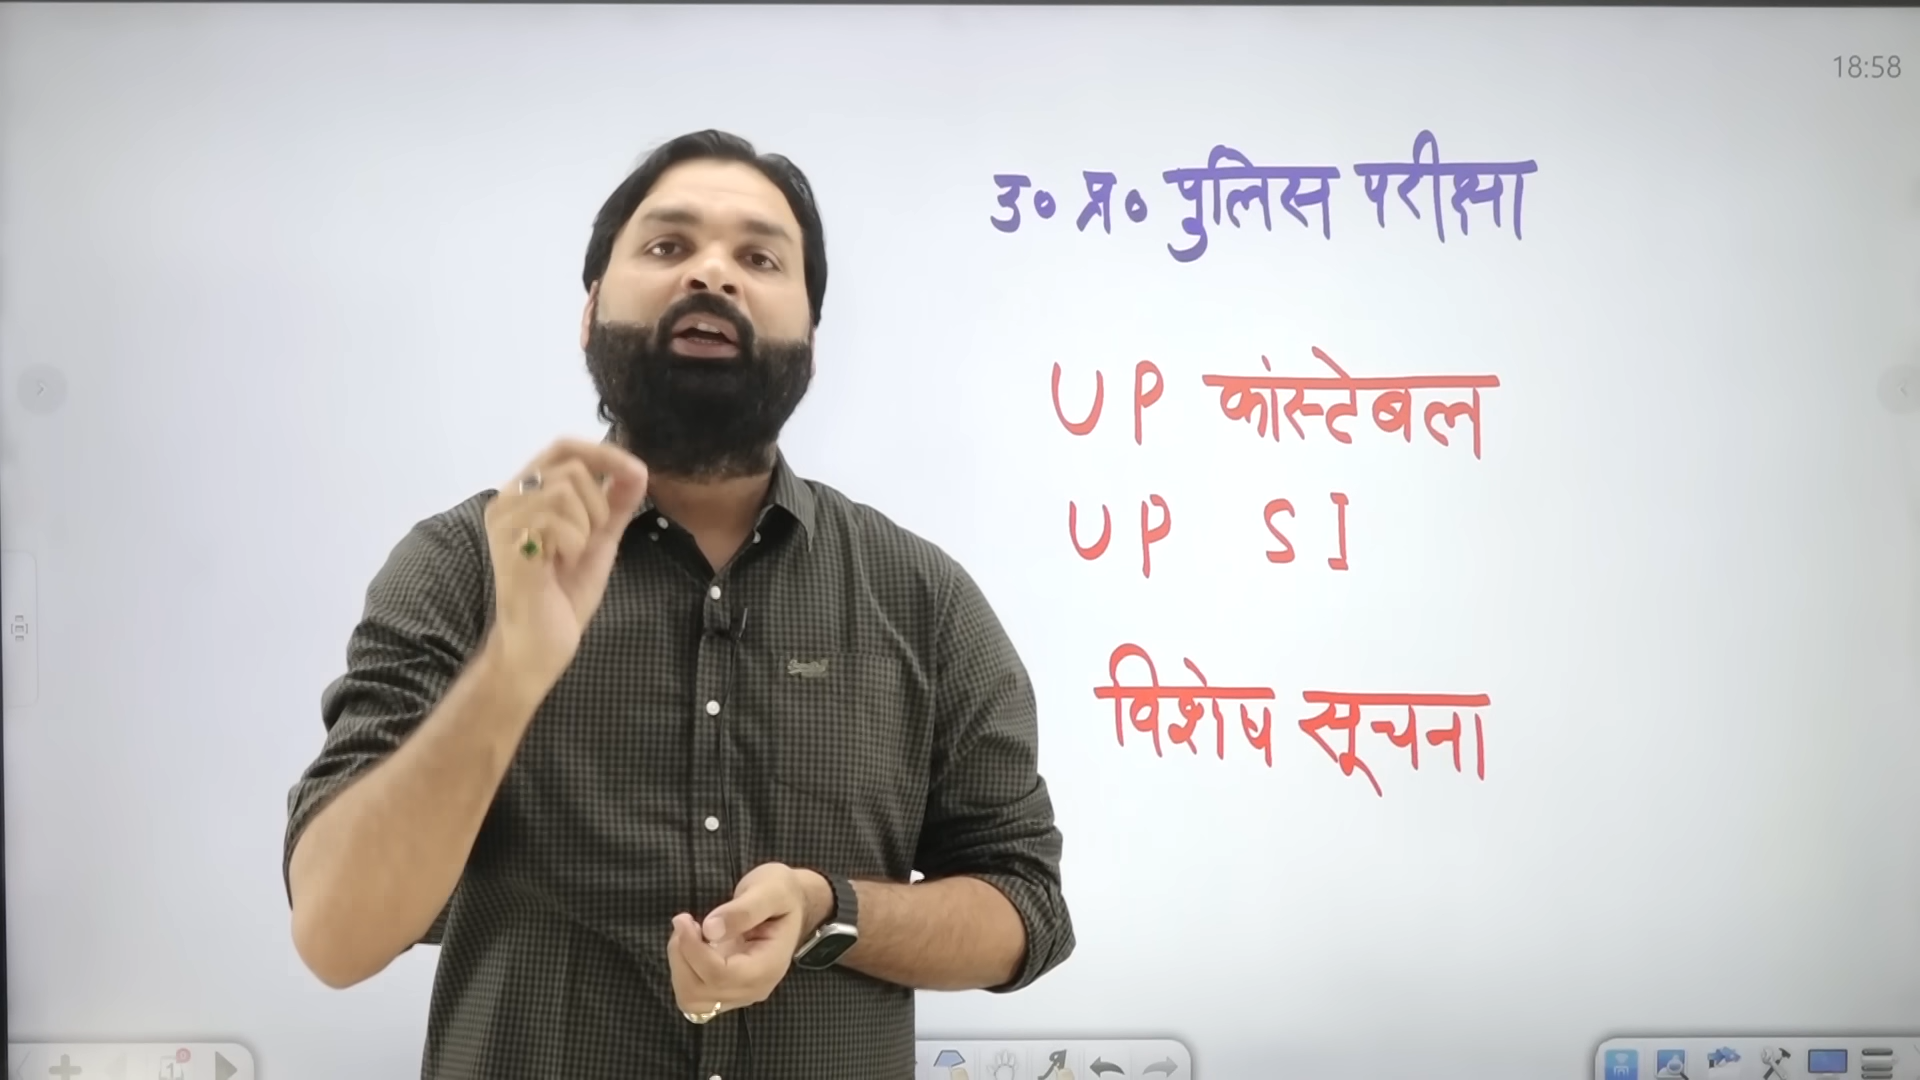 18:58
उ० प्र० पुलिस परीक्षा
UP कांस्टेबल
UP SI
विशेष सूचना